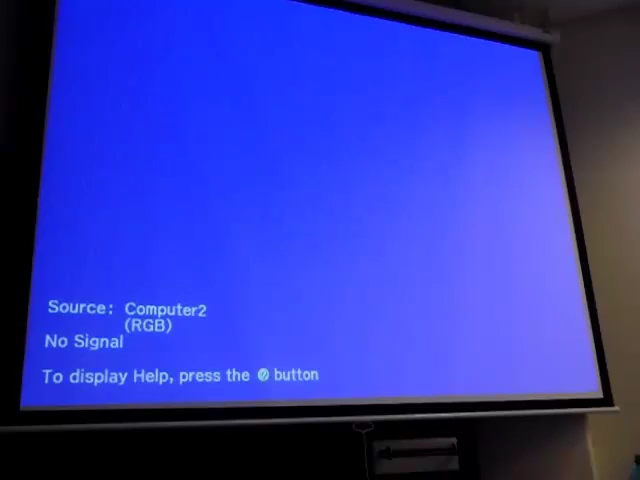 Source: Computer2
(RGB)
No Signal
To display Help, press the ? button